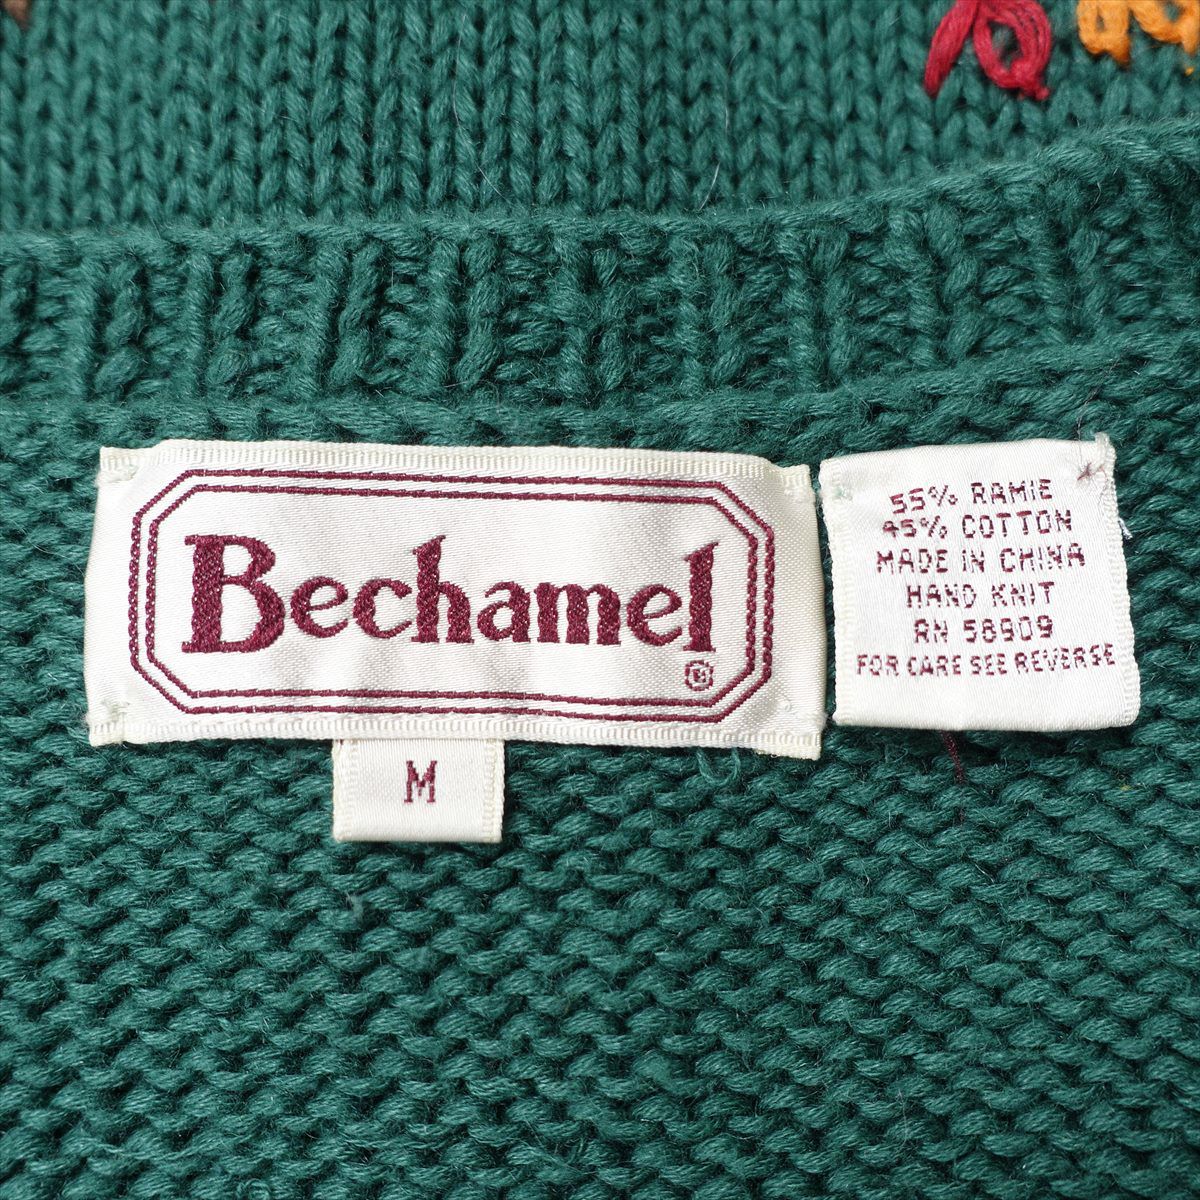 Bechamel
®
M
55% RAMIE
45% COTTON
MADE IN CHINA
HAND KNIT
RN 58909
FOR CARE SEE REVERSE